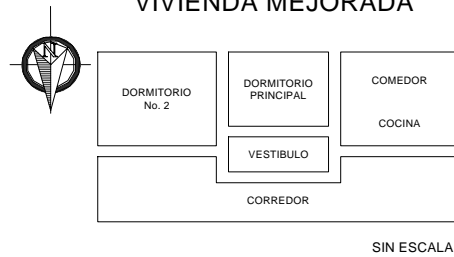 VIVIENDA MEJORADA
N
DORMITORIO
No. 2
DORMITORIO
PRINCIPAL
COMEDOR
COCINA
VESTIBULO
CORREDOR
SIN ESCALA